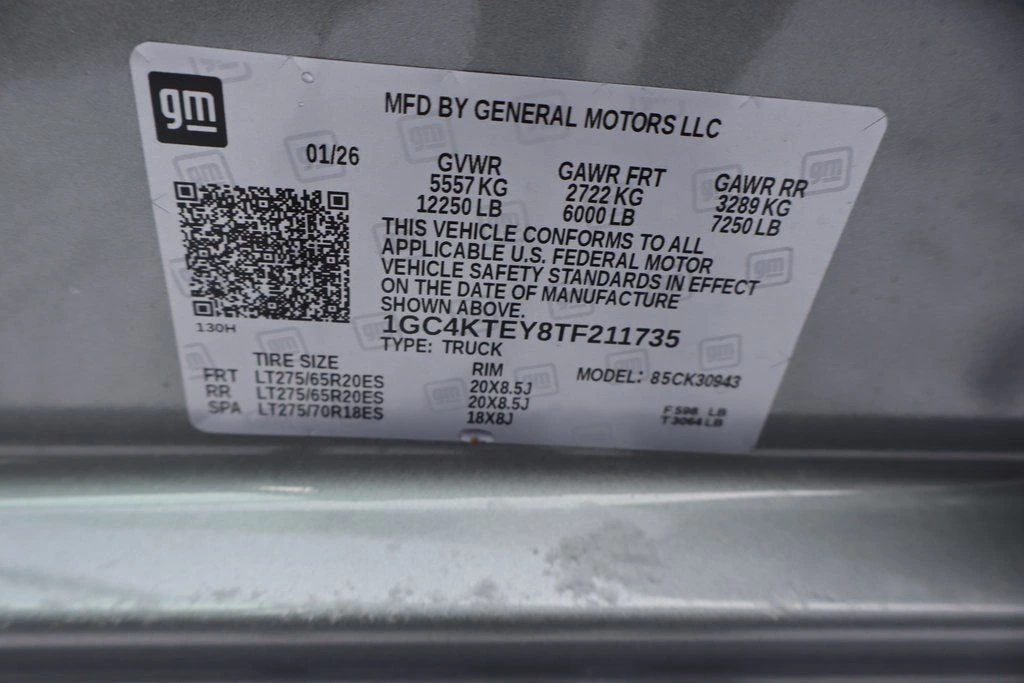 gm
MFD BY GENERAL MOTORS LLC
01/26
GVWR GAWR FRT GAWR RR
5557 KG 2722 KG 3289 KG
12250 LB 6000 LB 7250 LB
THIS VEHICLE CONFORMS TO ALL
APPLICABLE U.S. FEDERAL MOTOR
VEHICLE SAFETY STANDARDS IN EFFECT
ON THE DATE OF MANUFACTURE
SHOWN ABOVE.
130H
1GC4KTEY8TF211735
TYPE: TRUCK
TIRE SIZE RIM MODEL: 85CK30943
FRT LT275/65R20ES 20X8.5J
RR LT275/65R20ES 20X8.5J
SPA LT275/70R18ES 18X8J
F 598 LB
T 3064 LB